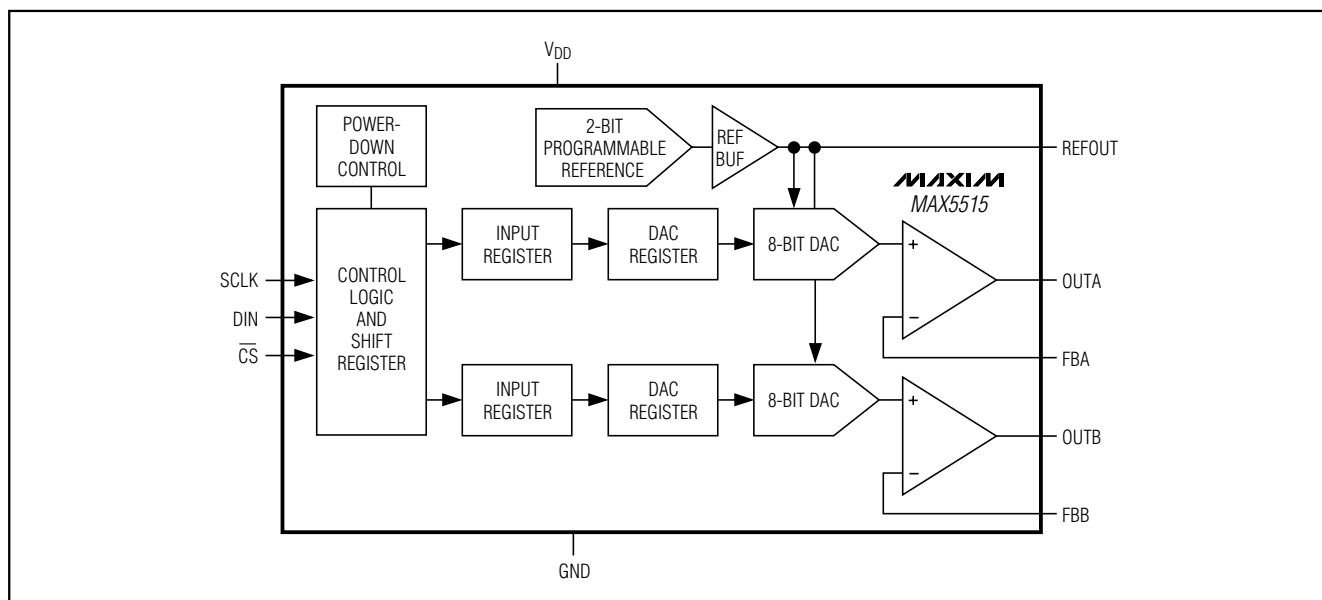 VDD
POWER-
DOWN
CONTROL
2-BIT
PROGRAMMABLE
REFERENCE
REF
BUF
REFOUT
MAXIM
MAX5515
SCLK
DIN
CS
CONTROL
LOGIC
AND
SHIFT
REGISTER
INPUT
REGISTER
DAC
REGISTER
8-BIT DAC
+
−
OUTA
FBA
INPUT
REGISTER
DAC
REGISTER
8-BIT DAC
+
−
OUTB
FBB
GND